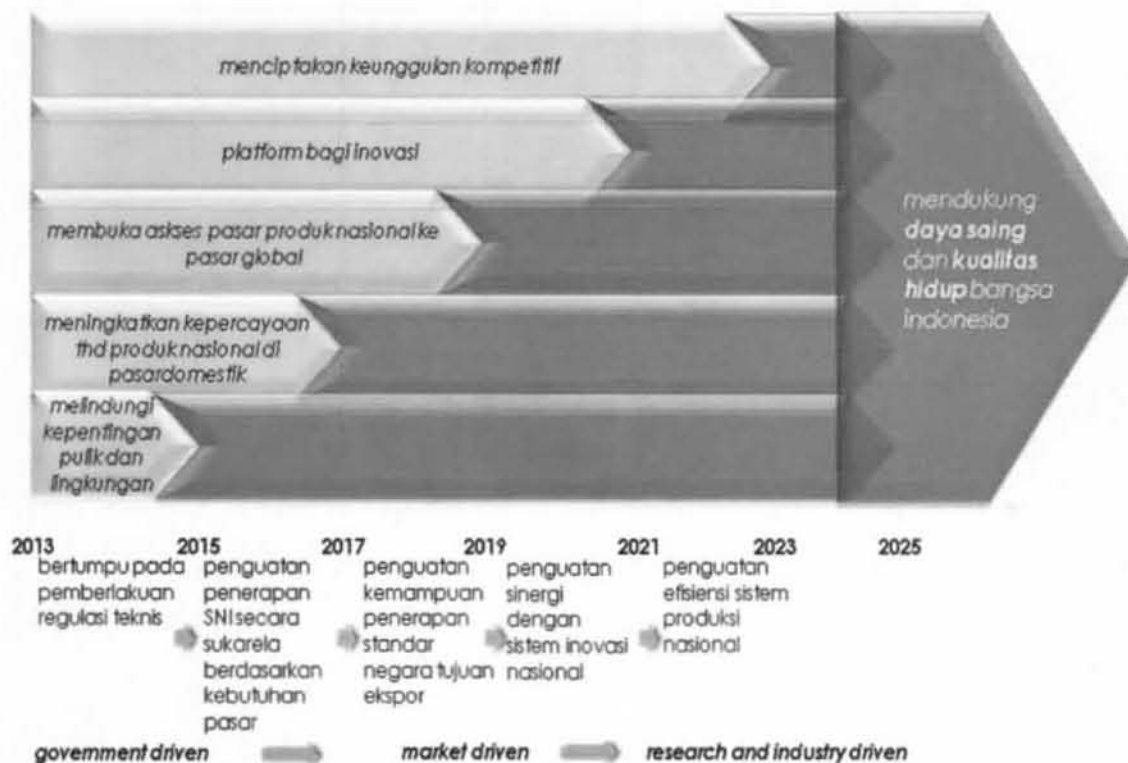 menciptakan keunggulan kompetitif
platform bagi inovasi
membuka askses pasar produk nasional ke
pasar global
meningkatkan kepercayaan
thd produk nasional di
pasar domestik
melindungi
kepentingan
pulik dan
lingkungan
mendukung
daya saing
dan kualitas
hidup bangsa
indonesia
2013 2015 2017 2019 2021 2023 2025
bertumpu pada
pemberlakuan
regulasi teknis
penguatan
penerapan
SNI secara
sukarela
berdasarkan
kebutuhan
pasar
penguatan
kemampuan
penerapan
standar
negara tujuan
ekspor
penguatan
sinergi
dengan
sistem inovasi
nasional
penguatan
efisiensi sistem
produksi
nasional
government driven market driven research and industry driven